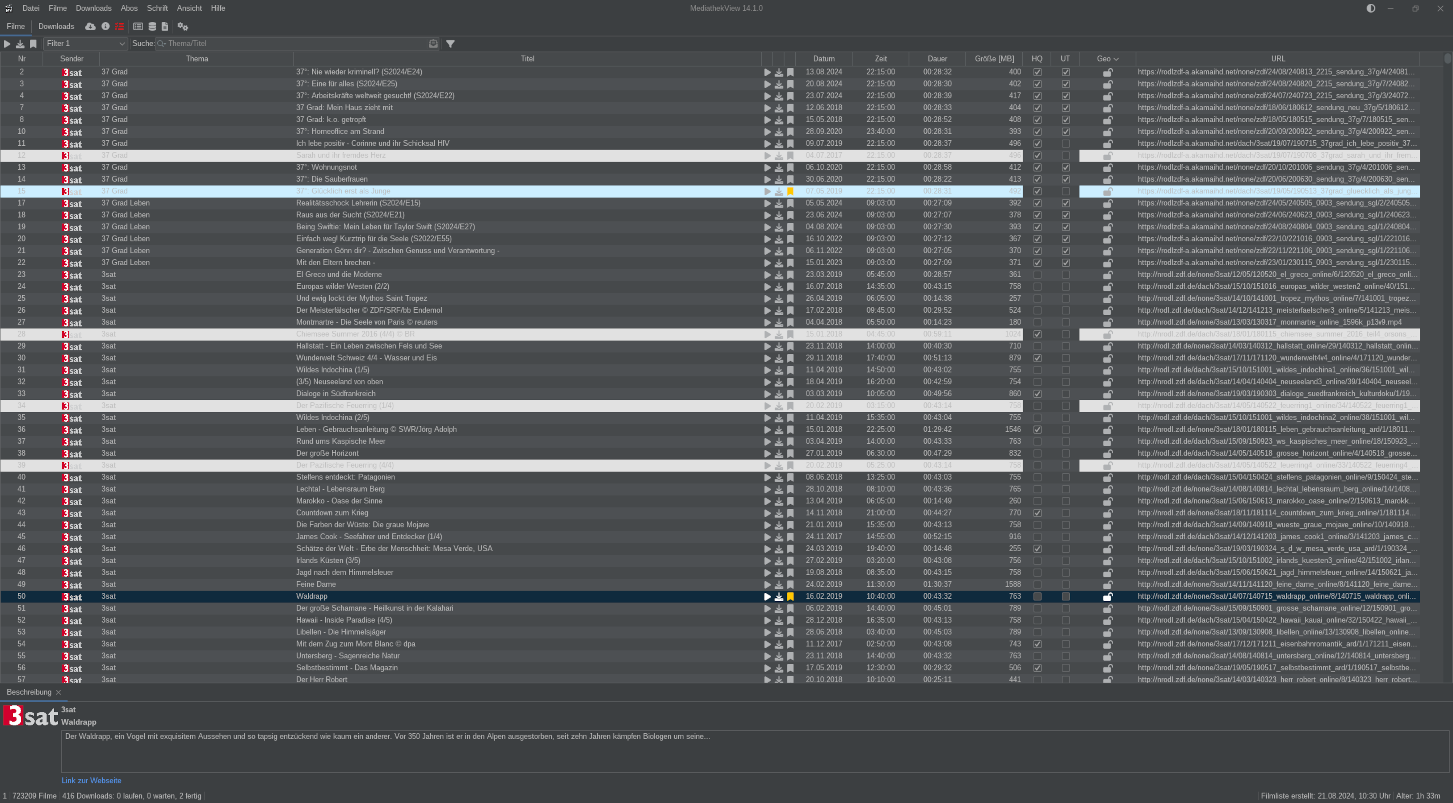 Datei Filme Downloads Abos Schrift Ansicht Hilfe MediathekView 14.1.0
Filme Downloads
Filter 1 Suche: Thema/Titel
Nr Sender Thema Titel Datum Zeit Dauer Größe [MB] HQ UT Geo URL
2 3sat 37 Grad 37°: Nie wieder kriminell? (S2024/E24) 13.08.2024 22:15:00 00:28:32 400 https://rodlzdf-a.akamaihd.net/none/zdf/24/08/240813_2215_sendung_37g/4/24081...
3 3sat 37 Grad 37°: Eine für alles (S2024/E25) 20.08.2024 22:15:00 00:28:30 402 https://rodlzdf-a.akamaihd.net/none/zdf/24/08/240820_2215_sendung_37g/7/24082...
4 3sat 37 Grad 37°: Arbeitskräfte weltweit gesucht! (S2024/E22) 23.07.2024 22:15:00 00:28:39 417 https://rodlzdf-a.akamaihd.net/none/zdf/24/07/240723_2215_sendung_37g/3/24072...
7 3sat 37 Grad 37 Grad: Mein Haus zieht mit 12.06.2018 22:15:00 00:28:33 404 https://rodlzdf-a.akamaihd.net/none/zdf/18/06/180612_sendung_neu_37g/5/180612...
8 3sat 37 Grad 37 Grad: k.o. getropft 15.05.2018 22:15:00 00:28:52 408 https://rodlzdf-a.akamaihd.net/none/zdf/18/05/180515_sendung_37g/7/180515_sen...
10 3sat 37 Grad 37°: Homeoffice am Strand 28.09.2020 23:40:00 00:28:31 393 https://rodlzdf-a.akamaihd.net/none/zdf/20/09/200922_sendung_37g/4/200922_sen...
11 3sat 37 Grad Ich lebe positiv - Corinne und ihr Schicksal HIV 09.07.2019 22:15:00 00:28:37 496 https://rodlzdf-a.akamaihd.net/dach/3sat/19/07/190715_37grad_ich_lebe_positiv_37...
12 3sat 37 Grad Sarah und ihr fremdes Herz 04.07.2017 22:15:00 00:28:37 496
13 3sat 37 Grad 37°: Wohnungsnot 06.10.2020 22:15:00 00:28:58 412 https://rodlzdf-a.akamaihd.net/none/zdf/20/10/201006_sendung_37g/4/201006_sen...
14 3sat 37 Grad 37°: Die Sauberfrauen 30.06.2020 22:15:00 00:28:22 413 https://rodlzdf-a.akamaihd.net/none/zdf/20/06/200630_sendung_37g/4/200630_sen...
15 3sat 37 Grad 37°: Glücklich erst als Junge 07.05.2019 22:15:00 00:28:31 492 https://rodlzdf-a.akamaihd.net/dach/3sat/19/05/190513_37grad_gluecklich_als_jung...
17 3sat 37 Grad Leben Realitätsschock Lehrerin (S2024/E15) 05.05.2024 09:03:00 00:27:09 392 https://rodlzdf-a.akamaihd.net/none/zdf/24/05/240505_0903_sendung_sgl/2/240505...
18 3sat 37 Grad Leben Raus aus der Sucht (S2024/E21) 23.06.2024 09:03:00 00:27:07 378 https://rodlzdf-a.akamaihd.net/none/zdf/24/06/240623_0903_sendung_sgl/1/240623...
19 3sat 37 Grad Leben Being Swiftie: Mein Leben für Taylor Swift (S2024/E27) 04.08.2024 09:03:00 00:27:30 393 https://rodlzdf-a.akamaihd.net/none/zdf/24/08/240804_0903_sendung_sgl/1/240804...
20 3sat 37 Grad Leben Einfach weg! Kurztrip für die Seele (S2022/E55) 16.10.2022 09:03:00 00:27:12 367 https://rodlzdf-a.akamaihd.net/none/zdf/22/10/221016_0903_sendung_sgl/1/221016...
21 3sat 37 Grad Leben Generation Gönn dir? - Zwischen Genuss und Verantwortung - 06.11.2022 09:03:00 00:27:05 370 https://rodlzdf-a.akamaihd.net/none/zdf/22/11/221106_0903_sendung_sgl/1/221106...
22 3sat 37 Grad Leben Mit den Eltern brechen - 15.01.2023 09:03:00 00:27:09 371 https://rodlzdf-a.akamaihd.net/none/zdf/23/01/230115_0903_sendung_sgl/1/230115...
23 3sat 3sat El Greco und die Moderne 23.03.2019 05:45:00 00:28:57 361 http://nrodl.zdf.de/none/3sat/12/05/120520_el_greco_online/6/120520_el_greco_onli...
24 3sat 3sat Europas wilder Westen (2/2) 16.07.2018 14:35:00 00:43:15 758 http://rodl.zdf.de/none/3sat/15/10/151016_europas_wilder_westen2_online/40/151...
25 3sat 3sat Und ewig lockt der Mythos Saint Tropez 26.04.2019 06:05:00 00:14:38 257 http://rodl.zdf.de/none/3sat/14/10/141001_tropez_mythos_online/7/141001_tropez...
26 3sat 3sat Der Meisterfälscher © ZDF/SRF/bb Endemol 17.02.2018 09:45:00 00:29:52 524 http://rodl.zdf.de/dach/3sat/14/12/141213_meisterfaelscher3_online/5/141213_meis...
27 3sat 3sat Montmartre - Die Seele von Paris © reuters 04.04.2018 05:50:00 00:14:23 180 http://nrodl.zdf.de/none/3sat/13/03/130317_monmartre_online_1596k_p13v9.mp4
28 3sat 3sat Chiemsee Summer 2016 (4/4) © BR
29 3sat 3sat Hallstatt - Ein Leben zwischen Fels und See 23.11.2018 14:00:00 00:40:30 710 http://nrodl.zdf.de/none/3sat/14/03/140312_hallstatt_online/29/140312_hallstatt_onlin...
30 3sat 3sat Wunderwelt Schweiz 4/4 - Wasser und Eis 29.11.2018 17:40:00 00:51:13 879 http://rodl.zdf.de/dach/3sat/17/11/171120_wunderwelt4v4_online/4/171120_wunder...
31 3sat 3sat Wildes Indochina (1/5) 11.04.2019 14:50:00 00:43:02 755 http://rodl.zdf.de/dach/3sat/15/10/151001_wildes_indochina1_online/36/151001_wil...
32 3sat 3sat (3/5) Neuseeland von oben 18.04.2019 16:20:00 00:42:59 754 http://rodl.zdf.de/dach/3sat/14/04/140404_neuseeland3_online/39/140404_neuseel...
33 3sat 3sat Dialoge in Südfrankreich 03.03.2019 10:05:00 00:49:56 860 http://rodl.zdf.de/none/3sat/19/03/190303_dialoge_suedfrankreich_kulturdoku/1/19...
34 3sat 3sat Der Pazifische Feuerring (1/4)
35 3sat 3sat Wildes Indochina (2/5) 11.04.2019 15:35:00 00:43:04 755 http://rodl.zdf.de/dach/3sat/15/10/151001_wildes_indochina2_online/38/151001_wil...
36 3sat 3sat Leben - Gebrauchsanleitung © SWR/Jörg Adolph 15.01.2018 22:25:00 01:29:42 1546 http://rodl.zdf.de/dach/3sat/18/01/180115_leben_gebrauchsanleitung_ard/1/18011...
37 3sat 3sat Rund ums Kaspische Meer 03.04.2019 14:00:00 00:43:33 763 http://rodl.zdf.de/dach/3sat/15/09/150923_ws_kaspisches_meer_online/18/150923_...
38 3sat 3sat Der große Horizont 27.01.2019 06:30:00 00:47:29 832 http://rodl.zdf.de/none/3sat/14/05/140518_grosse_horizont_online/4/140518_grosse...
39 3sat 3sat Der Pazifische Feuerring (4/4) 20.02.2019 05:25:00 00:43:14 758
40 3sat 3sat Steffens entdeckt: Patagonien 08.06.2018 13:25:00 00:43:03 755 http://rodl.zdf.de/none/3sat/15/04/150424_steffens_patagonien_online/9/150424_ste...
41 3sat 3sat Lechtal - Lebensraum Berg 28.10.2018 08:10:00 00:43:36 765 http://rodl.zdf.de/none/3sat/14/08/140814_lechtal_lebensraum_berg_online/14/1408...
42 3sat 3sat Marokko - Oase der Sinne 13.04.2019 06:05:00 00:14:49 260 http://rodl.zdf.de/none/3sat/15/06/150613_marokko_oase_online/2/150613_marokk...
43 3sat 3sat Countdown zum Krieg 14.11.2018 21:00:00 00:44:27 770 http://rodl.zdf.de/none/3sat/18/11/181114_countdown_zum_krieg_online/1/181114...
44 3sat 3sat Die Farben der Wüste: Die graue Mojave 21.01.2019 15:35:00 00:43:13 758 http://rodl.zdf.de/dach/3sat/14/09/140918_wueste_graue_mojave_online/10/140918...
45 3sat 3sat James Cook - Seefahrer und Entdecker (1/4) 24.11.2017 14:55:00 00:52:15 916 http://rodl.zdf.de/dach/3sat/14/12/141203_james_cook1_online/3/141203_james_c...
46 3sat 3sat Schätze der Welt - Erbe der Menschheit: Mesa Verde, USA 24.03.2019 19:40:00 00:14:48 255 http://rodl.zdf.de/none/3sat/19/03/190324_s_d_w_mesa_verde_usa_ard/1/190324_...
47 3sat 3sat Irlands Küsten (3/5) 27.02.2019 03:20:00 00:43:08 756 http://rodl.zdf.de/dach/3sat/15/10/151002_irlands_kuesten3_online/42/151002_irlan...
48 3sat 3sat Jagd nach dem Himmelsfeuer 19.08.2018 08:35:00 00:43:15 758 http://rodl.zdf.de/dach/3sat/15/06/150621_jagd_himmelsfeuer_online/14/150621_ja...
49 3sat 3sat Feine Dame 24.02.2019 11:30:00 01:30:37 1588 http://rodl.zdf.de/none/3sat/14/11/141120_feine_dame_online/8/141120_feine_dame...
50 3sat 3sat Waldrapp 16.02.2019 10:40:00 00:43:32 763 http://rodl.zdf.de/none/3sat/14/07/140715_waldrapp_online/8/140715_waldrapp_onli...
51 3sat 3sat Der große Schamane - Heilkunst in der Kalahari 06.02.2019 14:40:00 00:45:01 789 http://rodl.zdf.de/none/3sat/15/09/150901_grosse_schamane_online/12/150901_gro...
52 3sat 3sat Hawaii - Inside Paradise (4/5) 28.12.2018 16:35:00 00:43:13 758 http://rodl.zdf.de/dach/3sat/15/04/150422_hawaii_kauai_online/32/150422_hawaii_...
53 3sat 3sat Libellen - Die Himmelsjäger 28.06.2018 03:40:00 00:45:03 789 http://nrodl.zdf.de/none/3sat/13/09/130908_libellen_online/13/130908_libellen_online...
54 3sat 3sat Mit dem Zug zum Mont Blanc © dpa 11.12.2017 02:50:00 00:43:08 743 http://rodl.zdf.de/none/3sat/17/12/171211_eisenbahnromantik_ard/1/171211_eisen...
55 3sat 3sat Untersberg - Sagenreiche Natur 23.11.2018 14:40:00 00:43:32 763 http://rodl.zdf.de/none/3sat/14/08/140814_untersberg_online/12/140814_untersberg...
56 3sat 3sat Selbstbestimmt - Das Magazin 17.05.2019 12:30:00 00:29:32 506 http://rodl.zdf.de/none/3sat/19/05/190517_selbstbestimmt_ard/1/190517_selbstbe...
57 3sat 3sat Der Herr Robert 20.10.2018 10:10:00 00:25:11 441 http://nrodl.zdf.de/none/3sat/14/03/140323_herr_robert_online/8/140323_herr_robert...
Beschreibung
3sat 3sat
Waldrapp
Der Waldrapp, ein Vogel mit exquisitem Aussehen und so tapsig entzückend wie kaum ein anderer. Vor 350 Jahren ist er in den Alpen ausgestorben, seit zehn Jahren kämpfen Biologen um seine...
Link zur Webseite
1 723209 Filme 416 Downloads: 0 laufen, 0 warten, 2 fertig Filmliste erstellt: 21.08.2024, 10:30 Uhr Alter: 1h 33m